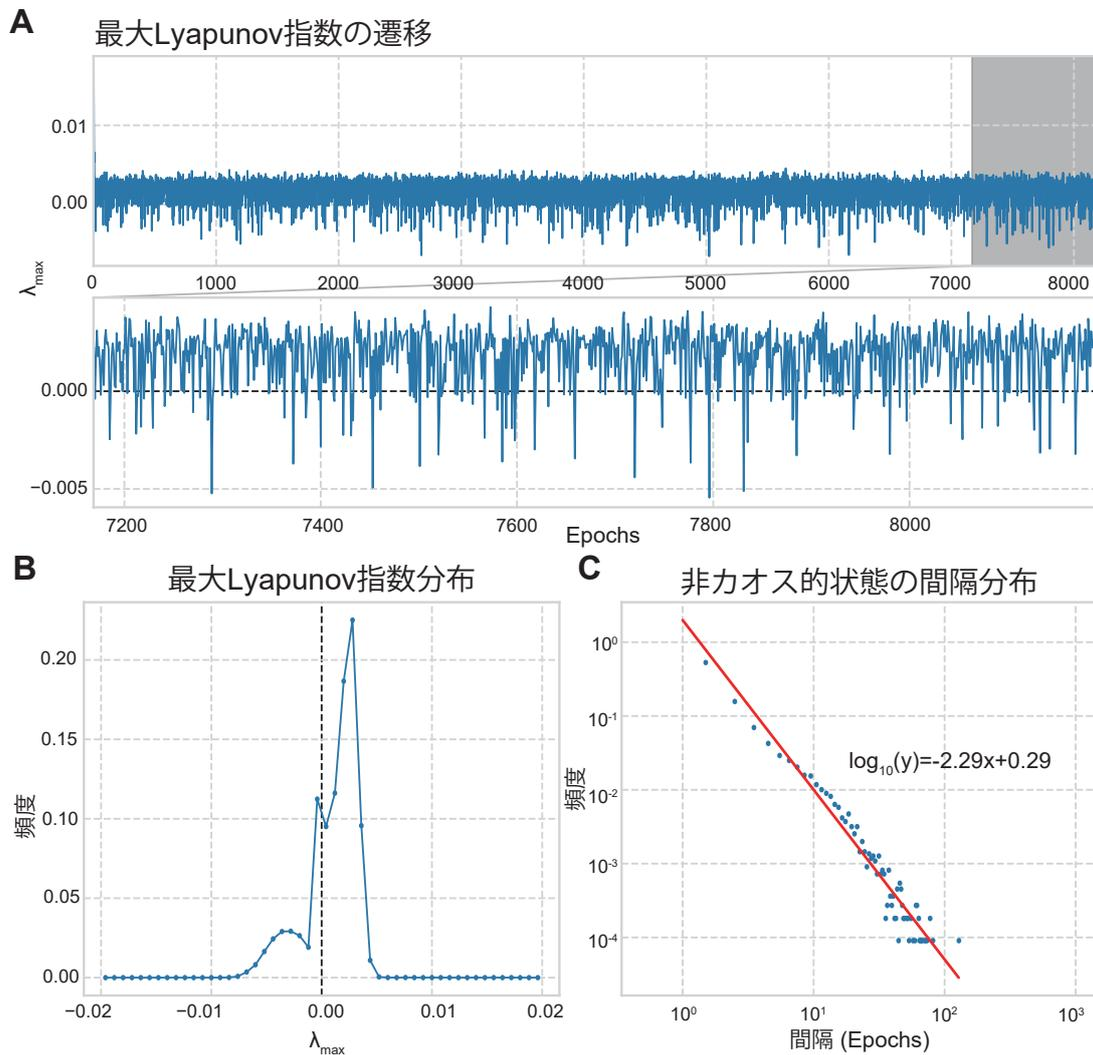 A
最大Lyapunov指数の遷移
0.01
0.00
0 1000 2000 3000 4000 5000 6000 7000 8000
λmax
0.000
−0.005
7200 7400 7600 7800 8000
Epochs
B
最大Lyapunov指数分布
0.20
0.15
0.10
0.05
0.00
頻度
−0.02 −0.01 0.00 0.01 0.02
λmax
C
非カオス的状態の間隔分布
10⁰
10⁻¹
10⁻²
10⁻³
10⁻⁴
頻度
log₁₀(y)=-2.29x+0.29
10⁰ 10¹ 10² 10³
間隔 (Epochs)